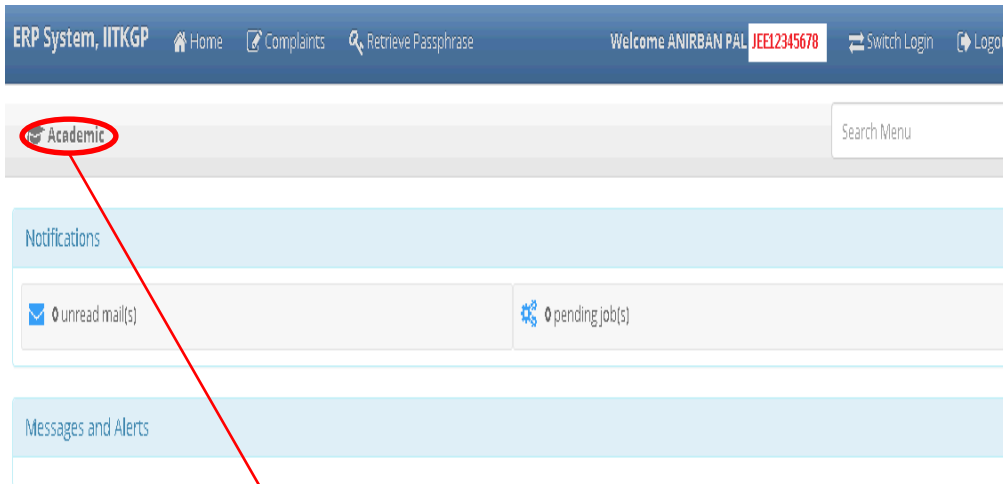 ERP System, IITKGP Home Complaints Retrieve Passphrase Welcome ANIRBAN PAL JEE12345678 Switch Login
Academic Search Menu
Notifications
0 unread mail(s) 0 pending job(s)
Messages and Alerts